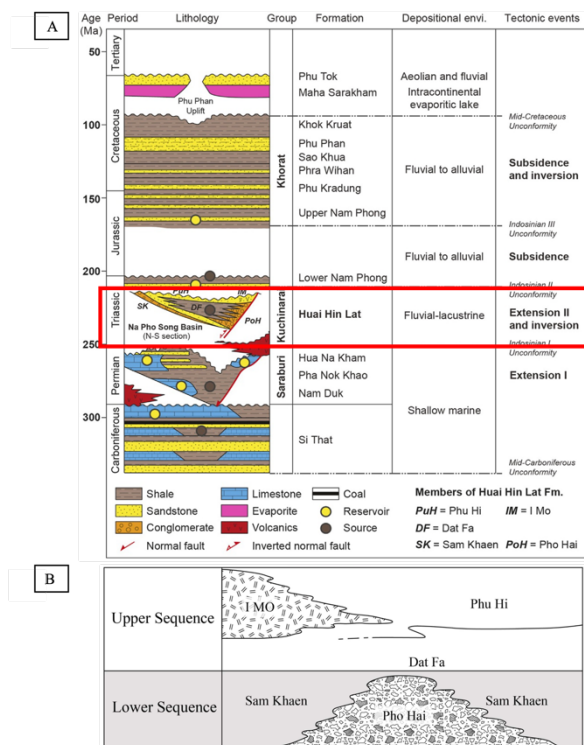 A
Age Period Lithology Group Formation Depositional envi. Tectonic events
(Ma)
Tertiary
50
Phu Tok Aeolian and fluvial
Maha Sarakham Intracontinental
evaporitic lake
Phu Phan
Uplift
Mid-Cretaceous
Unconformity
100
Cretaceous
Khok Kruat
Phu Phan
Sao Khua
Phra Wihan
Phu Kradung
Khorat
Fluvial to alluvial
Subsidence
and inversion
150
Upper Nam Phong
Indosinian III
Unconformity
Jurassic
Fluvial to alluvial Subsidence
200
Lower Nam Phong
Indosinian II
Unconformity
Triassic
PuH IM
SK DF PoH
Na Pho Song Basin
(N-S section)
Kuchinara
Huai Hin Lat Fluvial-lacustrine Extension II
and inversion
250
Indosinian I
Unconformity
Permian
Saraburi
Hua Na Kham
Pha Nok Khao
Nam Duk
Extension I
300
Carboniferous
Shallow marine
Si That
Mid-Carboniferous
Unconformity
Shale Limestone Coal
Sandstone Evaporite Reservoir
Conglomerate Volcanics Source
Normal fault Inverted normal fault
Members of Huai Hin Lat Fm.
PuH = Phu Hi IM = I Mo
DF = Dat Fa
SK = Sam Khaen PoH = Pho Hai
B
Upper Sequence I MO Phu Hi
Dat Fa
Lower Sequence Sam Khaen Sam Khaen
Pho Hai